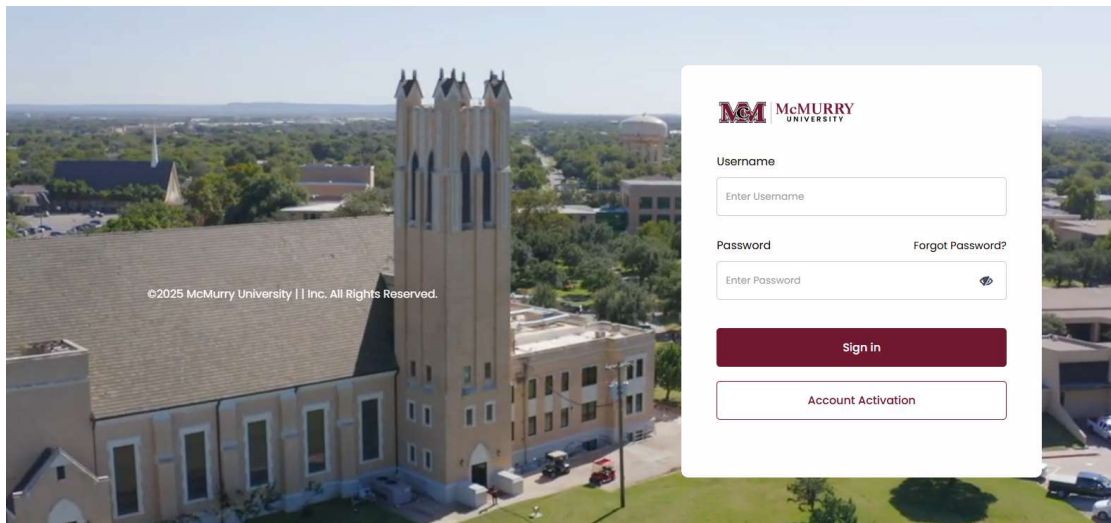 McM
McMURRY
UNIVERSITY
Username
Enter Username
Password
Forgot Password?
Enter Password
©2025 McMurry University | | Inc. All Rights Reserved.
Sign in
Account Activation